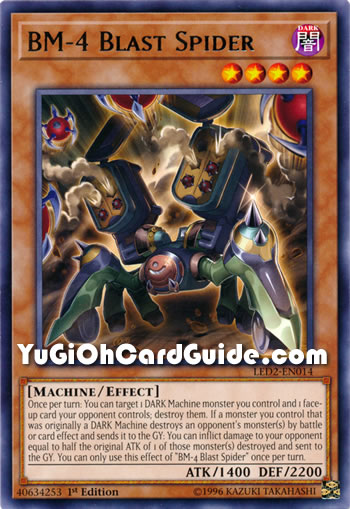 BM-4 Blast Spider
DARK
闇
YuGiOhCardGuide.com
LED2-EN014
[Machine/Effect]
Once per turn: You can target 1 DARK Machine monster you control and 1 face-
up card your opponent controls; destroy them. If a monster you control that
was originally a DARK Machine destroys an opponent's monster(s) by battle
or card effect and sends it to the GY: You can inflict damage to your opponent
equal to half the original ATK of 1 of those monster(s) destroyed and sent to
the GY. You can only use this effect of "BM-4 Blast Spider" once per turn.
ATK/1400 DEF/2200
40634253 1st Edition ©1996 KAZUKI TAKAHASHI